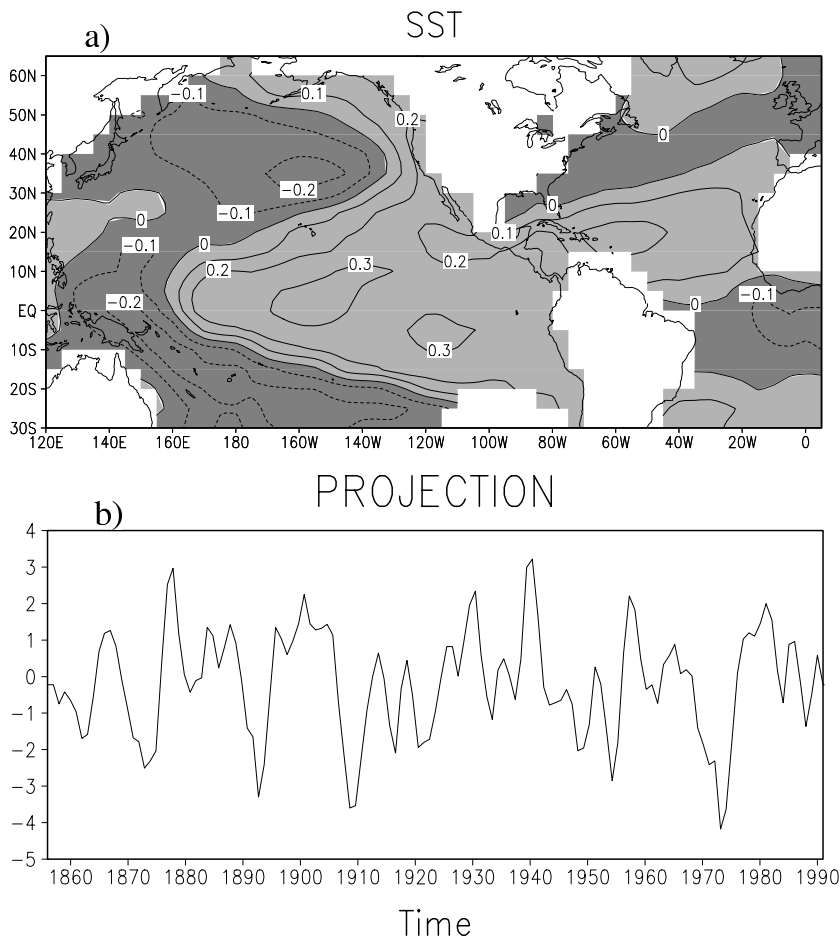 SST
a)
60N
50N
40N
30N
20N
10N
EQ
10S
20S
30S
120E 140E 160E 180 160W 140W 120W 100W 80W 60W 40W 20W 0
-0.1 0.1
0.2
0
-0.2
-0.1
0 0
0.1
-0.1 0
0.2 0.3 0.2
-0.2 -0.1
0
0.3
PROJECTION
b)
4
3
2
1
0
-1
-2
-3
-4
-5
1860 1870 1880 1890 1900 1910 1920 1930 1940 1950 1960 1970 1980 1990
Time